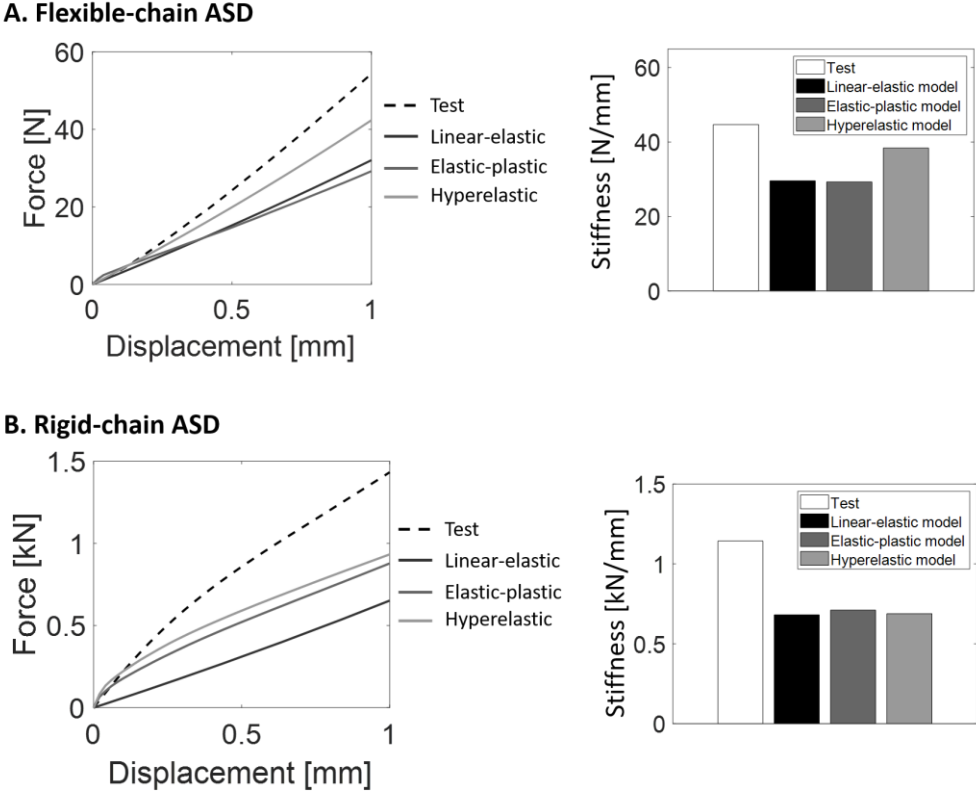 A. Flexible-chain ASD
60
40
20
0
Force [N]
0 0.5 1
Displacement [mm]
Test
Linear-elastic
Elastic-plastic
Hyperelastic
60
40
20
0
Stiffness [N/mm]
Test
Linear-elastic model
Elastic-plastic model
Hyperelastic model
B. Rigid-chain ASD
1.5
1
0.5
0
Force [kN]
0 0.5 1
Displacement [mm]
Test
Linear-elastic
Elastic-plastic
Hyperelastic
1.5
1
0.5
0
Stiffness [kN/mm]
Test
Linear-elastic model
Elastic-plastic model
Hyperelastic model